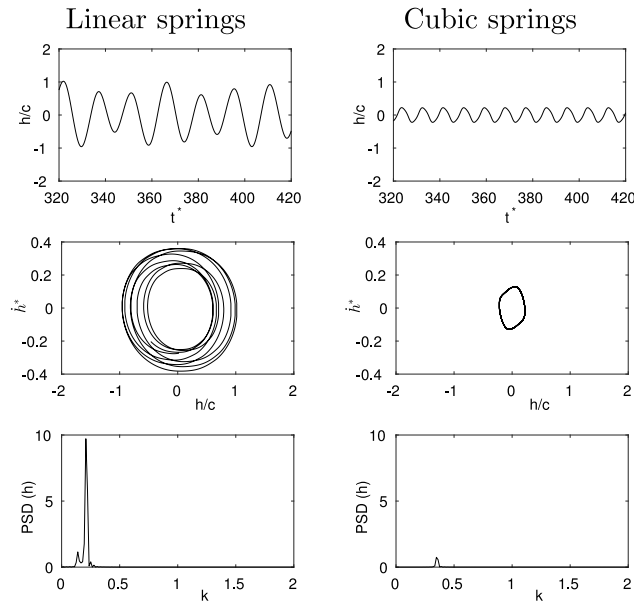 Linear springs Cubic springs
2 2
1 1
h/c 0 h/c 0
-1 -1
-2 -2
320 340 360 380 400 420 320 340 360 380 400 420
t* t*
0.4 0.4
0.2 0.2
ḣ* 0 ḣ* 0
-0.2 -0.2
-0.4 -0.4
-2 -1 0 1 2 -2 -1 0 1 2
h/c h/c
10 10
PSD (h) 5 PSD (h) 5
0 0
0 0.5 1 1.5 2 0 0.5 1 1.5 2
k k